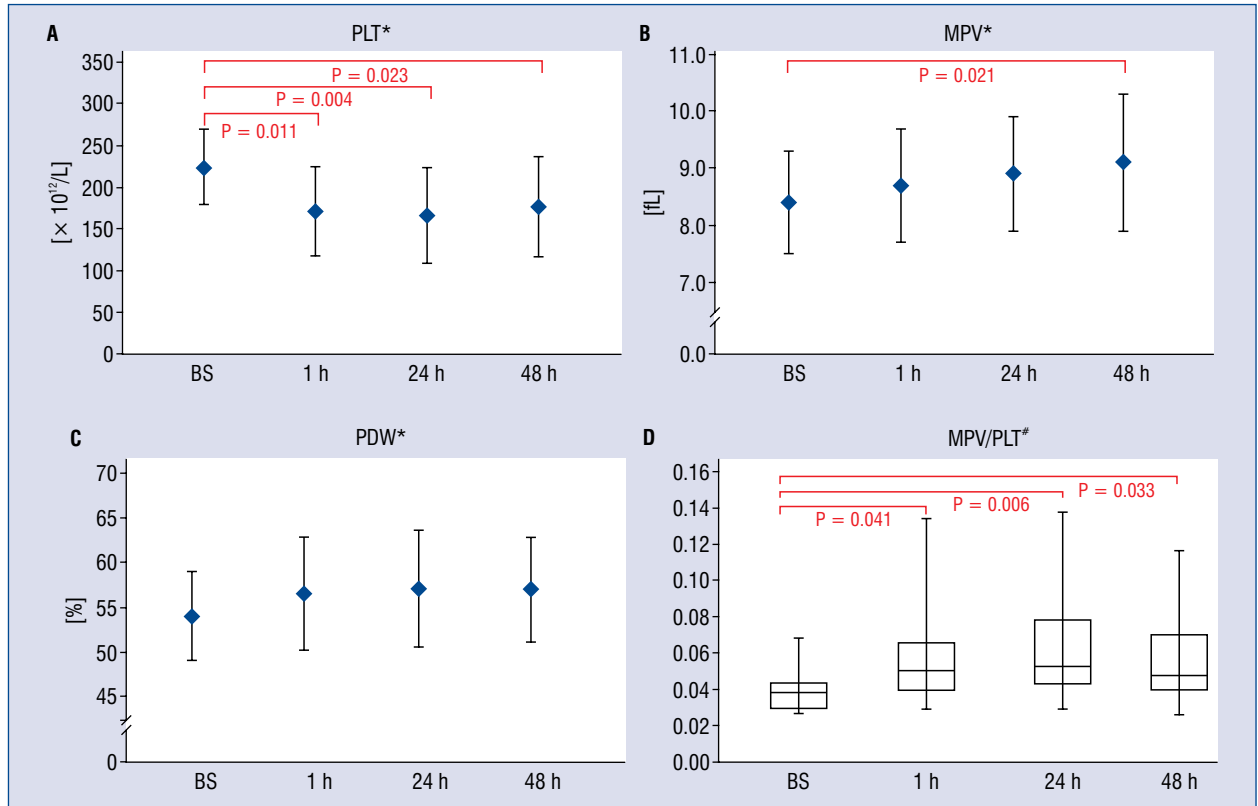 A
PLT*
350
300
250
200
150
100
50
0
[× 10¹²/L]
P = 0.023
P = 0.004
P = 0.011
BS 1 h 24 h 48 h
B
MPV*
11.0
10.0
9.0
8.0
7.0
0.0
[fL]
P = 0.021
BS 1 h 24 h 48 h
C
PDW*
70
65
60
55
50
45
0
[%]
BS 1 h 24 h 48 h
D
MPV/PLT#
0.16
0.14
0.12
0.10
0.08
0.06
0.04
0.02
0.00
P = 0.033
P = 0.006
P = 0.041
BS 1 h 24 h 48 h